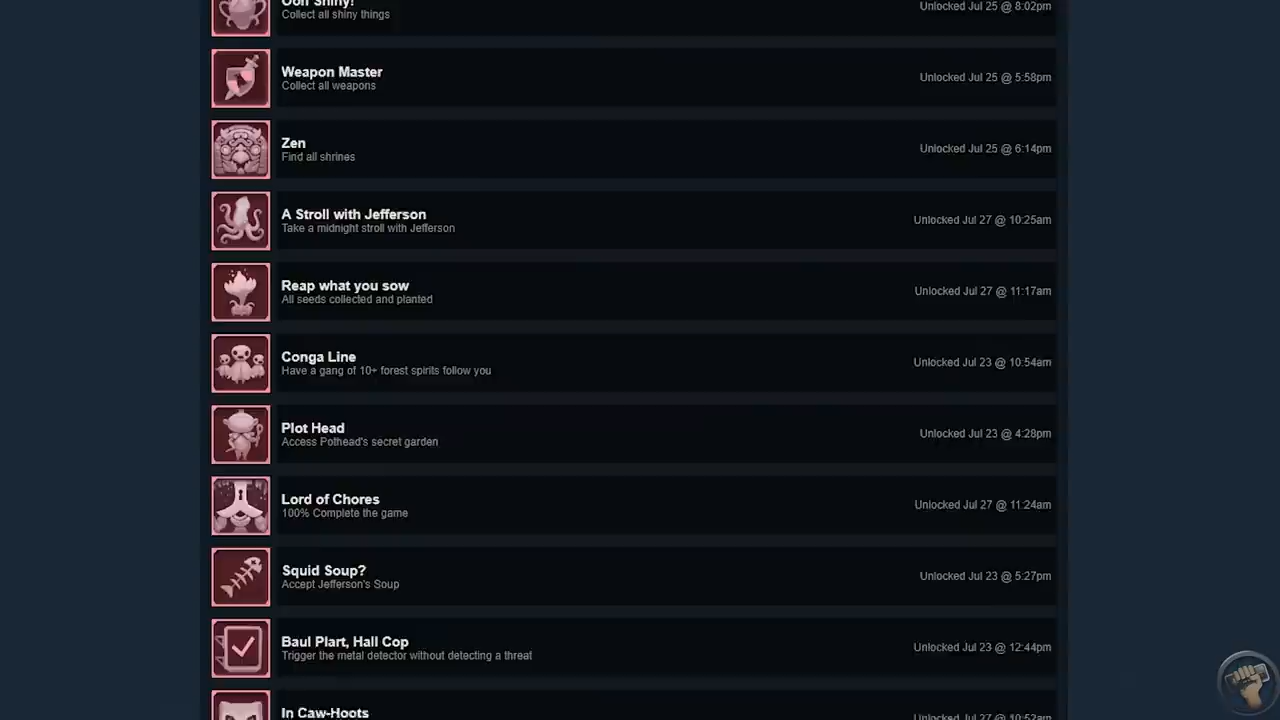 Ooh Shiny!
Collect all shiny things
Unlocked Jul 25 @ 8:02pm
Weapon Master
Collect all weapons
Unlocked Jul 25 @ 5:58pm
Zen
Find all shrines
Unlocked Jul 25 @ 6:14pm
A Stroll with Jefferson
Take a midnight stroll with Jefferson
Unlocked Jul 27 @ 10:25am
Reap what you sow
All seeds collected and planted
Unlocked Jul 27 @ 11:17am
Conga Line
Have a gang of 10+ forest spirits follow you
Unlocked Jul 23 @ 10:54am
Plot Head
Access Pothead's secret garden
Unlocked Jul 23 @ 4:28pm
Lord of Chores
100% Complete the game
Unlocked Jul 27 @ 11:24am
Squid Soup?
Accept Jefferson's Soup
Unlocked Jul 23 @ 5:27pm
Baul Plart, Hall Cop
Trigger the metal detector without detecting a threat
Unlocked Jul 23 @ 12:44pm
In Caw-Hoots
Unlocked Jul 27 @ 10:52am